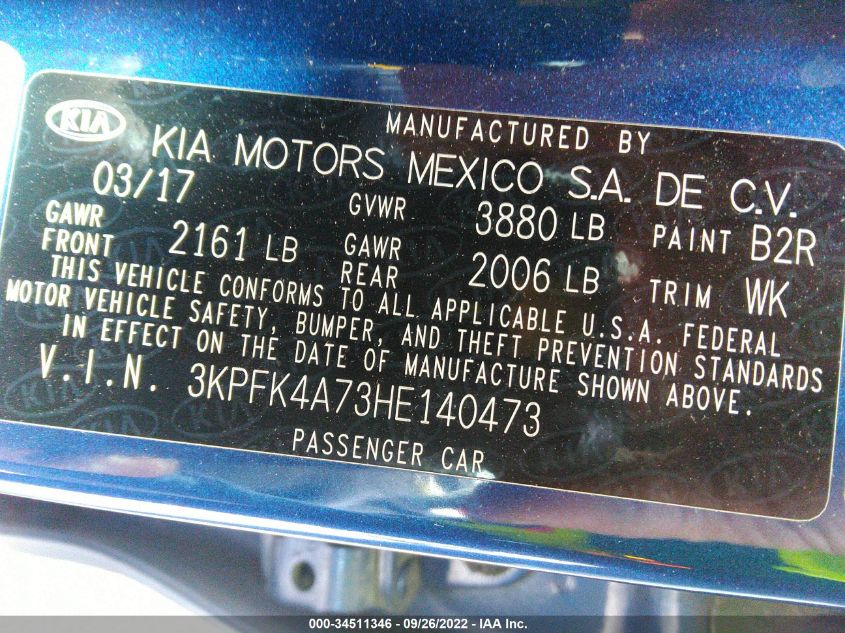 KIA
MANUFACTURED BY
KIA MOTORS MEXICO S.A. DE C.V.
03/17 GVWR 3880 LB PAINT B2R
GAWR FRONT 2161 LB GAWR REAR 2006 LB TRIM WK
THIS VEHICLE CONFORMS TO ALL APPLICABLE U.S.A. FEDERAL
MOTOR VEHICLE SAFETY, BUMPER, AND THEFT PREVENTION STANDARDS
IN EFFECT ON THE DATE OF MANUFACTURE SHOWN ABOVE.
V.I.N. 3KPFK4A73HE140473
PASSENGER CAR
000-34511346 - 09/26/2022 - IAA Inc.